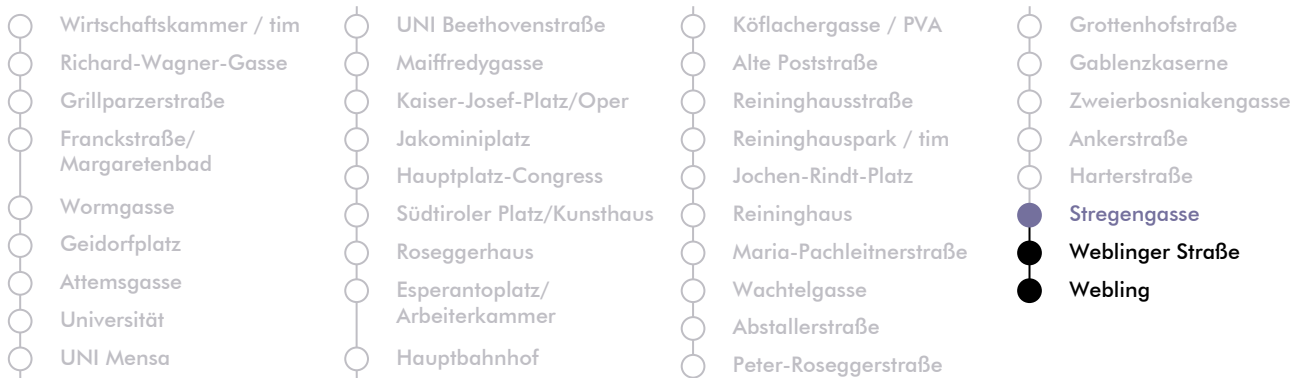 Wirtschaftskammer / tim
Richard-Wagner-Gasse
Grillparzerstraße
Franckstraße/
Margaretenbad
Wormgasse
Geidorfplatz
Attemsgasse
Universität
UNI Mensa
UNI Beethovenstraße
Maiffredygasse
Kaiser-Josef-Platz/Oper
Jakominiplatz
Hauptplatz-Congress
Südtiroler Platz/Kunsthaus
Roseggerhaus
Esperantoplatz/
Arbeiterkammer
Hauptbahnhof
Köflachergasse / PVA
Alte Poststraße
Reininghausstraße
Reininghauspark / tim
Jochen-Rindt-Platz
Reininghaus
Maria-Pachleitnerstraße
Wachtelgasse
Abstallerstraße
Peter-Roseggerstraße
Grottenhofstraße
Gablenzkaserne
Zweierbosniakengasse
Ankerstraße
Harterstraße
Stregengasse
Weblinger Straße
Webling